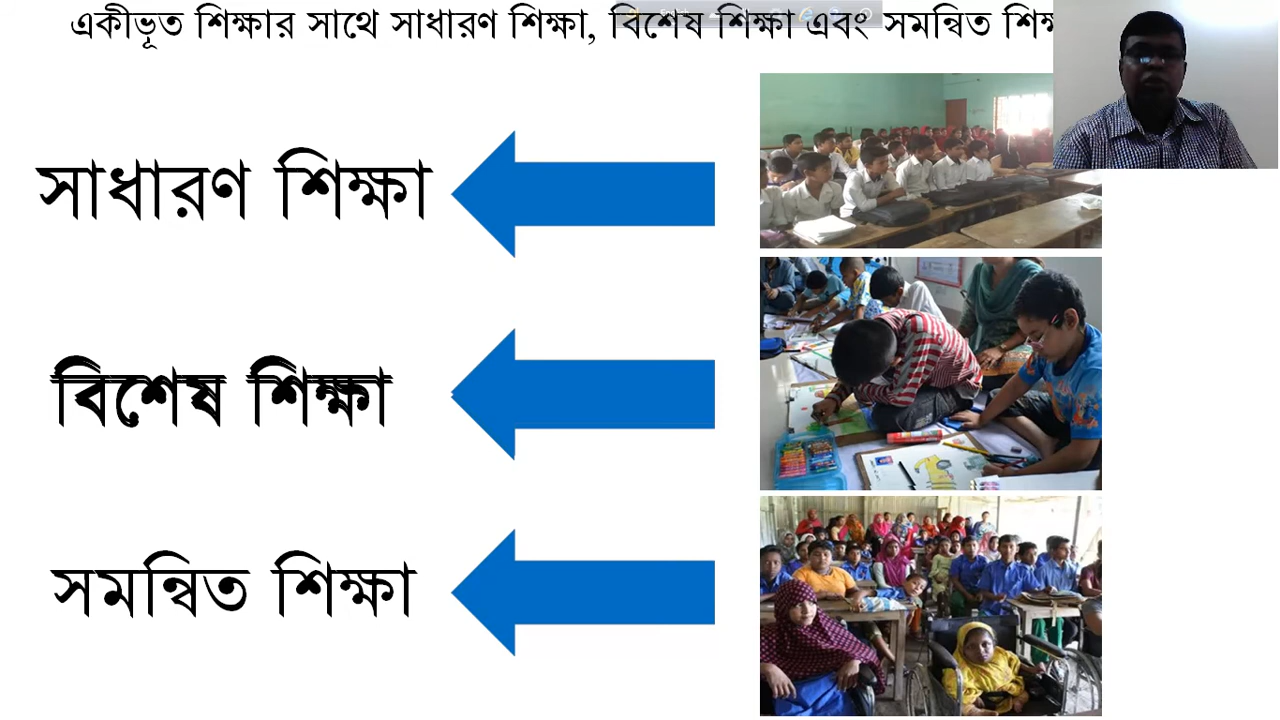 একীভূত শিক্ষার সাথে সাধারণ শিক্ষা, বিশেষ শিক্ষা এবং সমন্বিত
সাধারণ শিক্ষা
বিশেষ শিক্ষা
সমন্বিত শিক্ষা